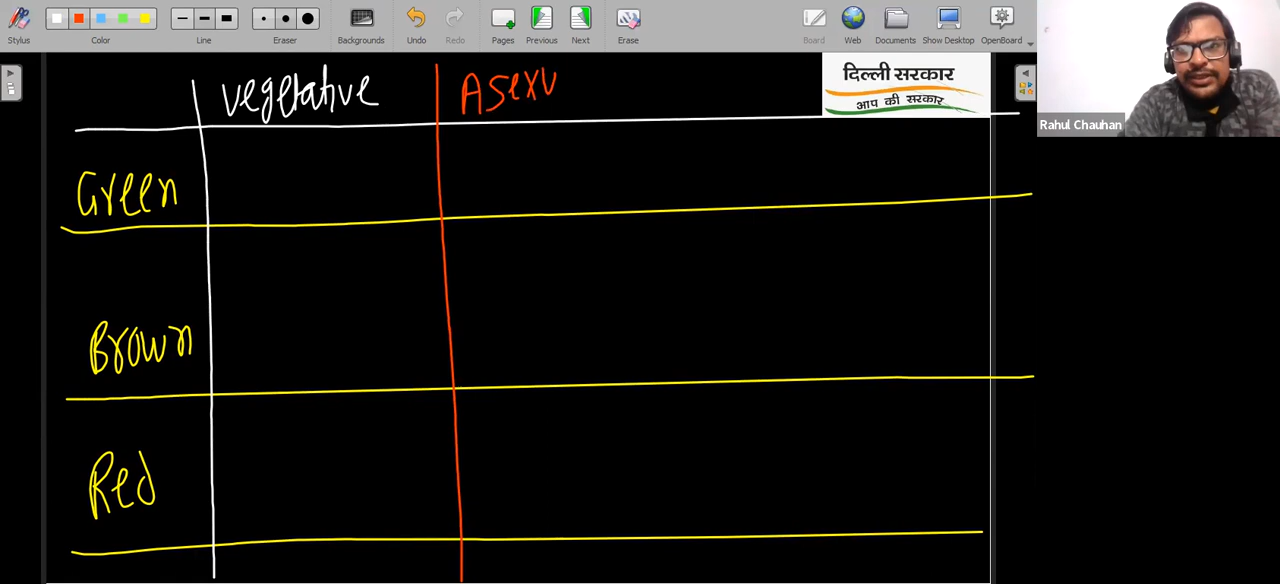 Stylus
Color
Line
Eraser
Backgrounds
Undo
Redo
Pages
Previous
Next
Erase
Board
Web
Documents
Show Desktop
OpenBoard
vegetative
Asexu
दिल्ली सरकार
आप की सरकार
Rahul Chauhan
Green
Brown
Red